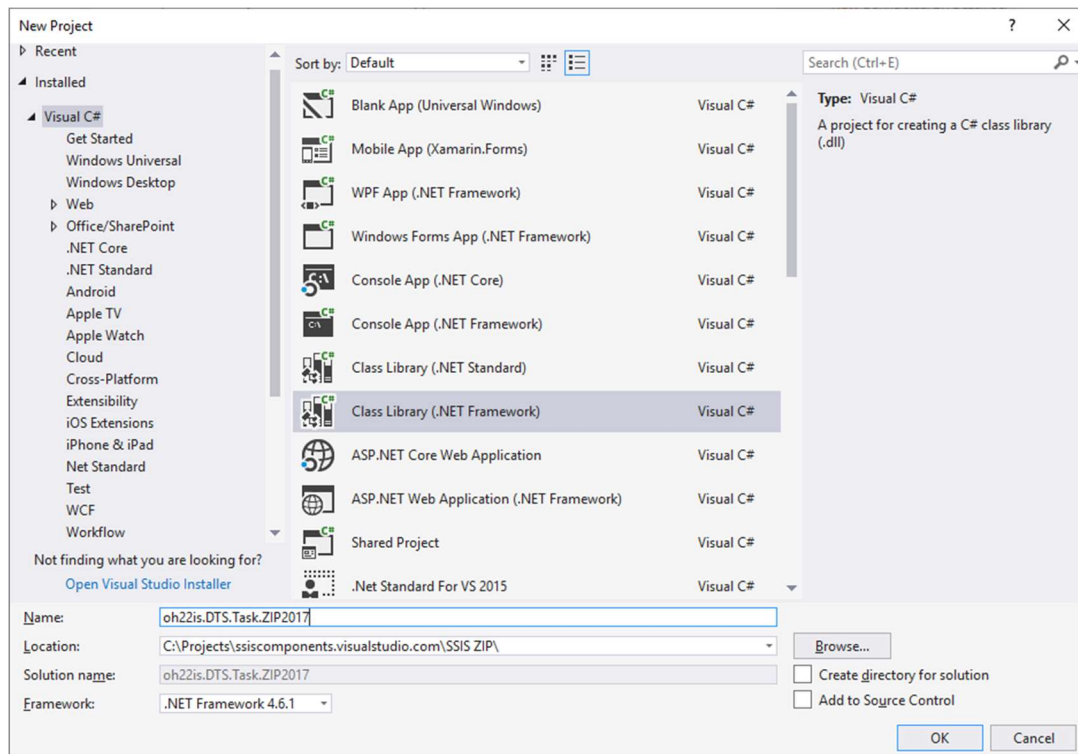 New Project
?
Recent
Installed
Visual C#
Get Started
Windows Universal
Windows Desktop
Web
Office/SharePoint
.NET Core
.NET Standard
Android
Apple TV
Apple Watch
Cloud
Cross-Platform
Extensibility
iOS Extensions
iPhone & iPad
Net Standard
Test
WCF
Workflow
Not finding what you are looking for?
Open Visual Studio Installer
Sort by: Default
Blank App (Universal Windows) Visual C#
Mobile App (Xamarin.Forms) Visual C#
WPF App (.NET Framework) Visual C#
Windows Forms App (.NET Framework) Visual C#
Console App (.NET Core) Visual C#
Console App (.NET Framework) Visual C#
Class Library (.NET Standard) Visual C#
Class Library (.NET Framework) Visual C#
ASP.NET Core Web Application Visual C#
ASP.NET Web Application (.NET Framework) Visual C#
Shared Project Visual C#
.Net Standard For VS 2015 Visual C#
Search (Ctrl+E)
Type: Visual C#
A project for creating a C# class library
(.dll)
Name: oh22is.DTS.Task.ZIP2017
Location: C:\Projects\ssiscomponents.visualstudio.com\SSIS ZIP\
Browse...
Solution name: oh22is.DTS.Task.ZIP2017
Create directory for solution
Framework: .NET Framework 4.6.1
Add to Source Control
OK
Cancel